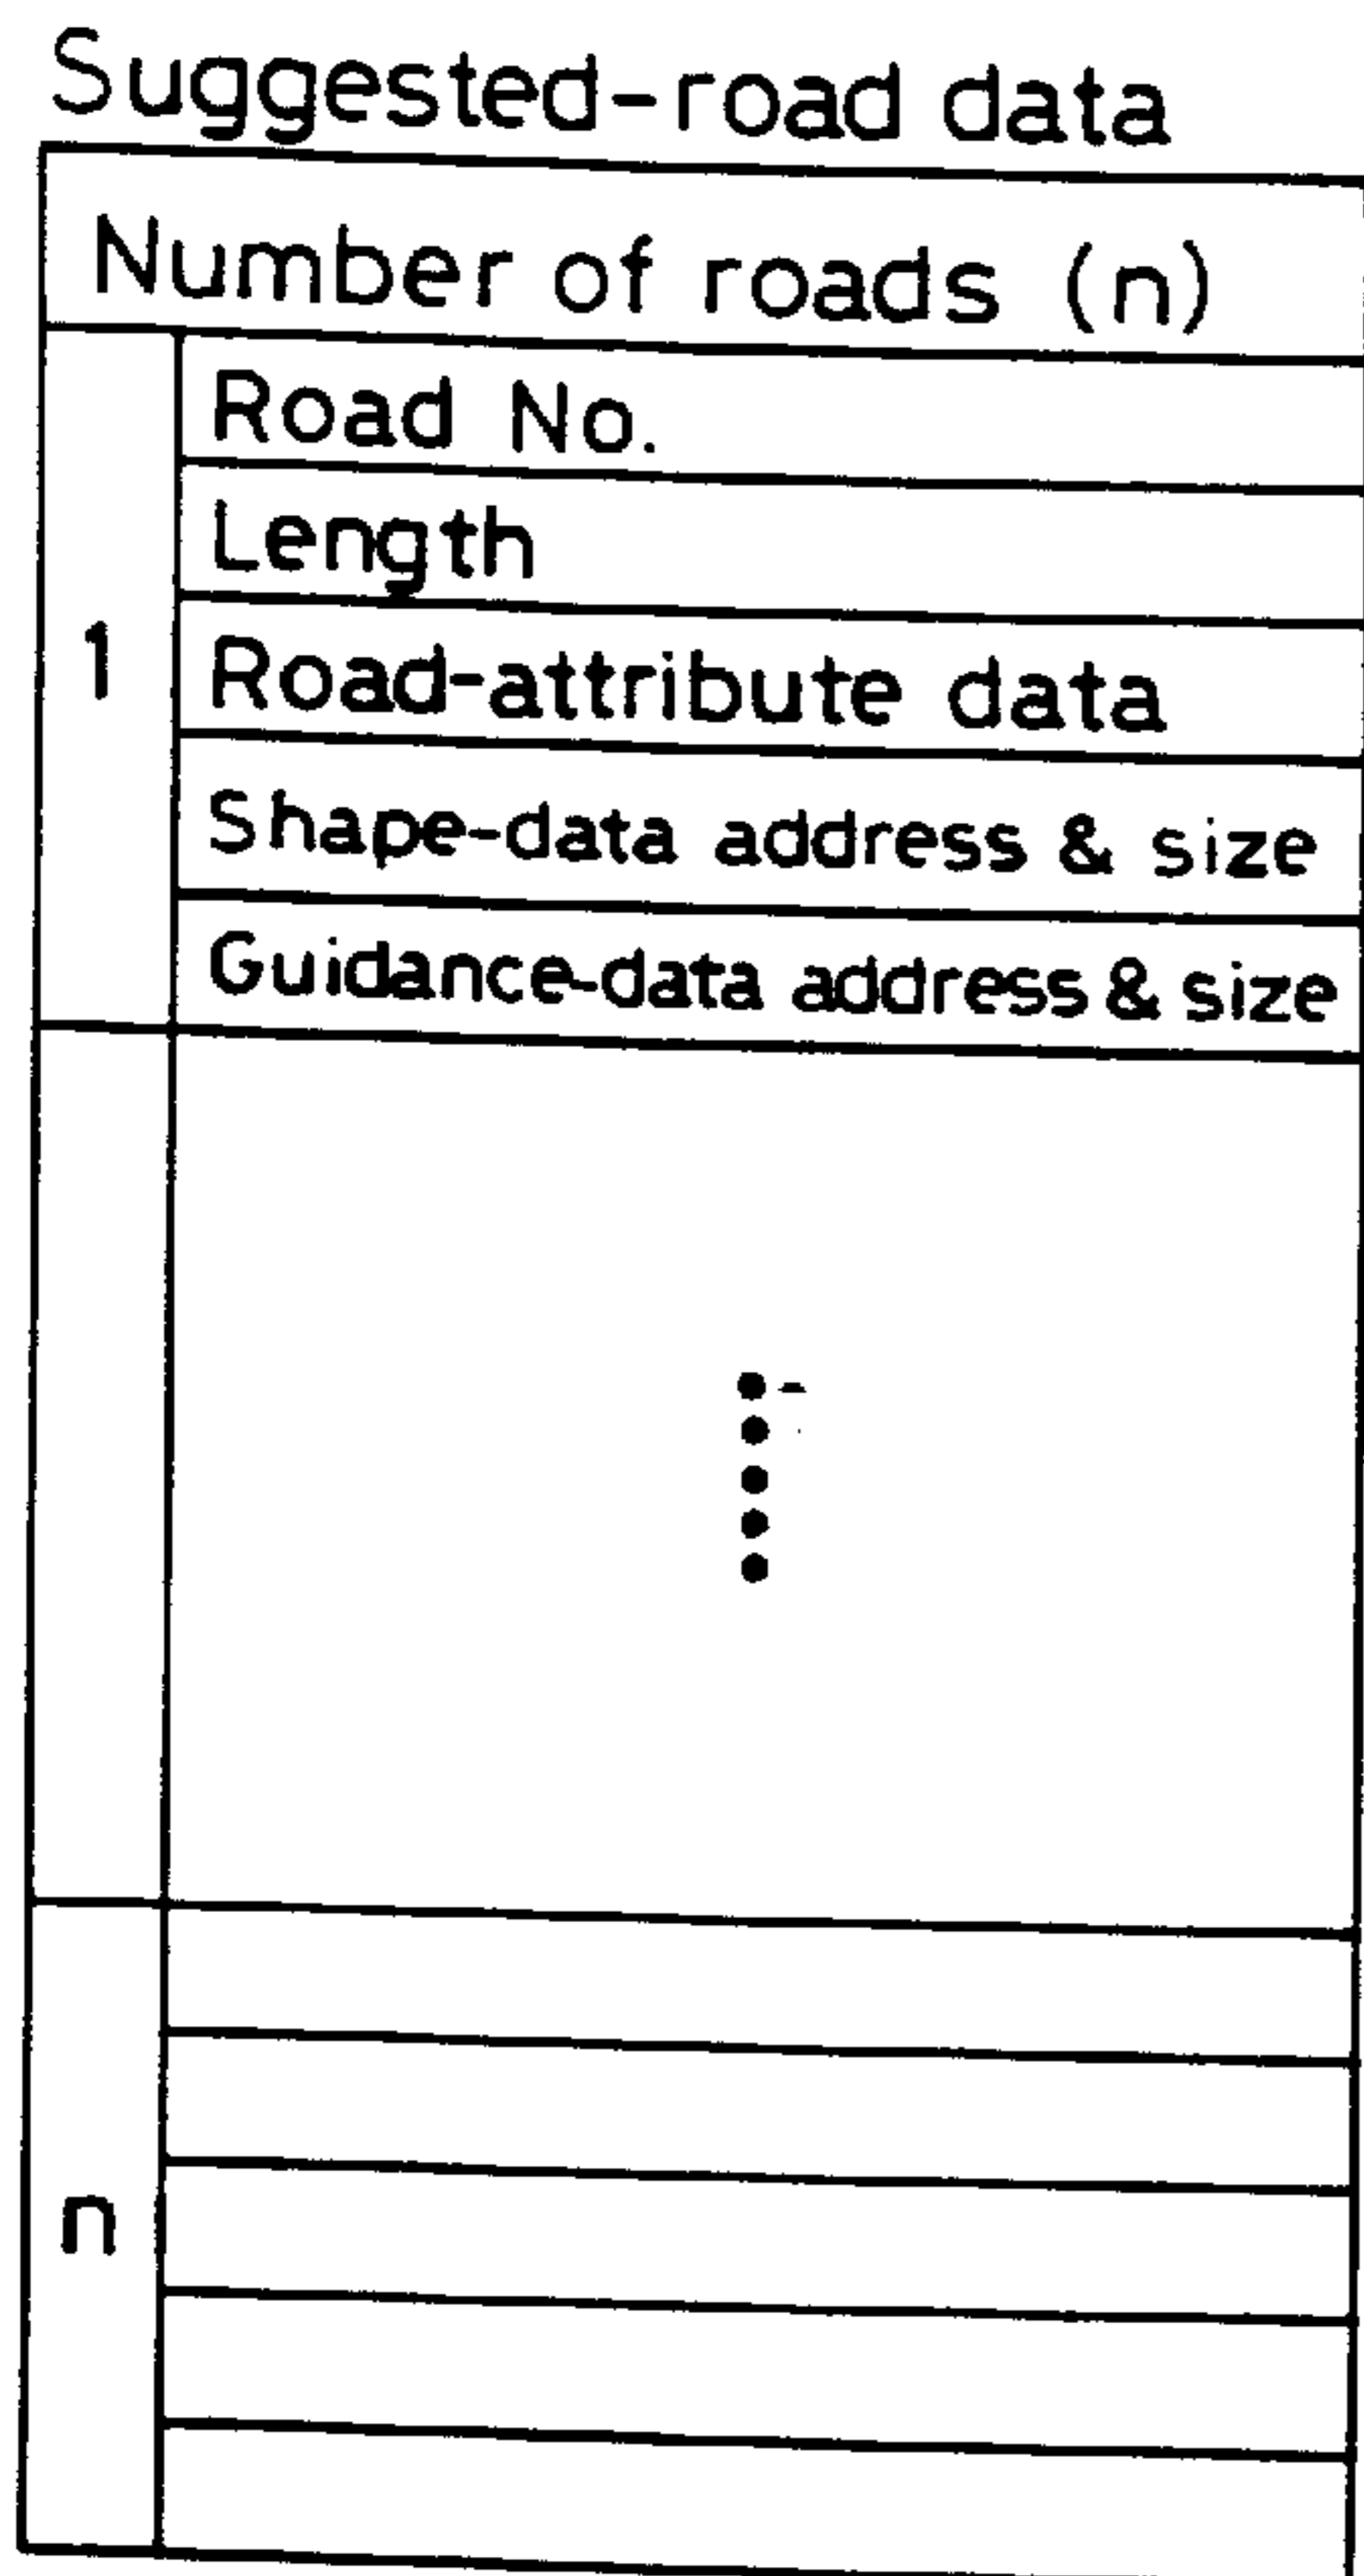 Suggested-road data
Number of roads (n)
Road No.
Length
1
Road-attribute data
Shape-data address & size
Guidance-data address & size
n